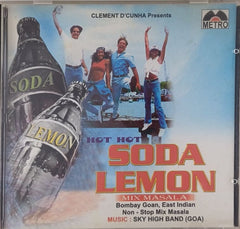 CLEMENT D'CUNHA Presents
METRO
SODA
LEMON
HOT HOT
SODA
LEMON
MIX MASALA
Bombay Goan, East Indian
Non - Stop Mix Masala
MUSIC : SKY HIGH BAND (GOA)